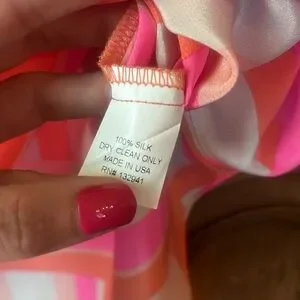 100% SILK
DRY CLEAN ONLY
MADE IN USA
RN# 132941